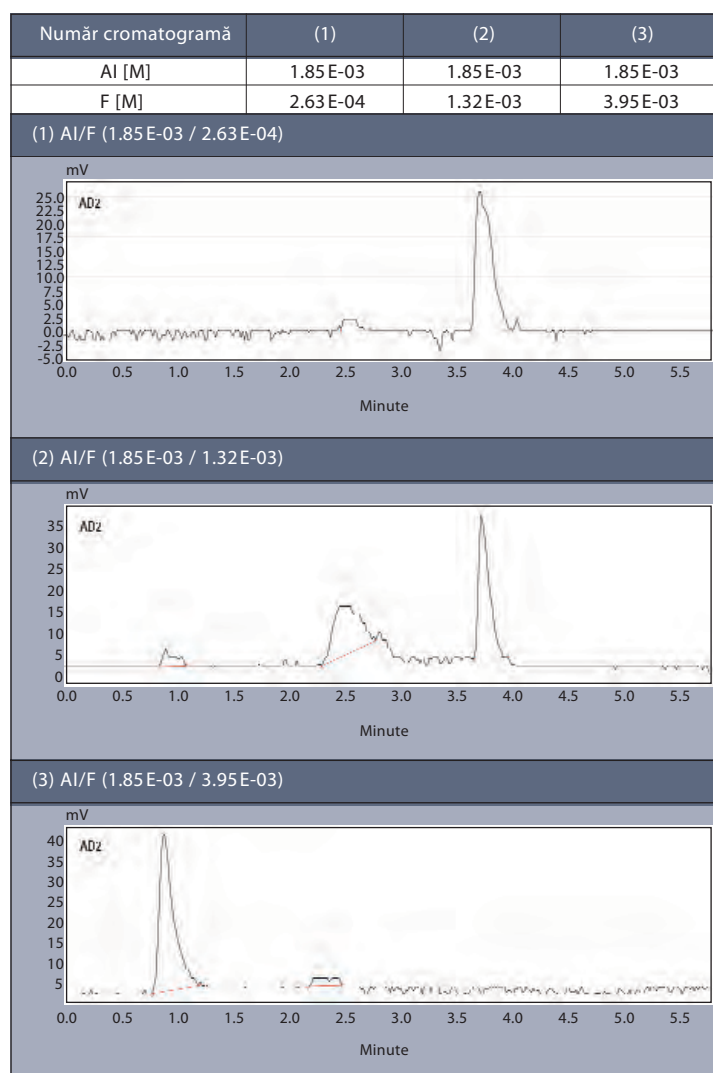 Număr cromatogramă (1) (2) (3)
Al [M] 1.85E-03 1.85E-03 1.85E-03
F [M] 2.63E-04 1.32E-03 3.95E-03
(1) Al/F (1.85E-03 / 2.63E-04)
mV
AD2
25.0
22.5
20.0
17.5
15.0
12.5
10.0
7.5
5.0
2.5
0.0
-2.5
-5.0
0.0 0.5 1.0 1.5 2.0 2.5 3.0 3.5 4.0 4.5 5.0 5.5
Minute
(2) Al/F (1.85E-03 / 1.32E-03)
mV
AD2
35
30
25
20
15
10
5
0
0.0 0.5 1.0 1.5 2.0 2.5 3.0 3.5 4.0 4.5 5.0 5.5
Minute
(3) Al/F (1.85E-03 / 3.95E-03)
mV
AD2
40
35
30
25
20
15
10
5
0.0 0.5 1.0 1.5 2.0 2.5 3.0 3.5 4.0 4.5 5.0 5.5
Minute